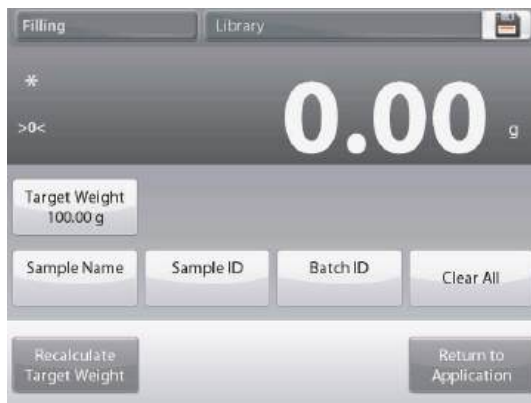 Filling
Library
*
>0<
0.00 g
Target Weight
100.00 g
Sample Name
Sample ID
Batch ID
Clear All
Recalculate
Target Weight
Return to
Application